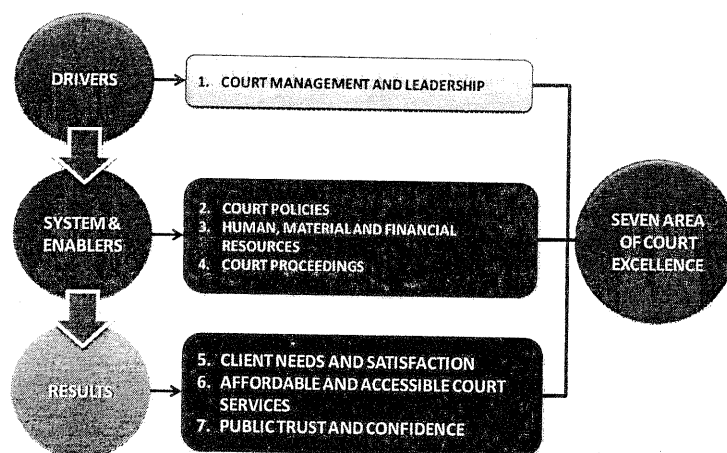 DRIVERS
1. COURT MANAGEMENT AND LEADERSHIP
SYSTEM &
ENABLERS
2. COURT POLICIES
3. HUMAN, MATERIAL AND FINANCIAL
RESOURCES
4. COURT PROCEEDINGS
SEVEN AREA
OF COURT
EXCELLENCE
RESULTS
5. CLIENT NEEDS AND SATISFACTION
6. AFFORDABLE AND ACCESSIBLE COURT
SERVICES
7. PUBLIC TRUST AND CONFIDENCE